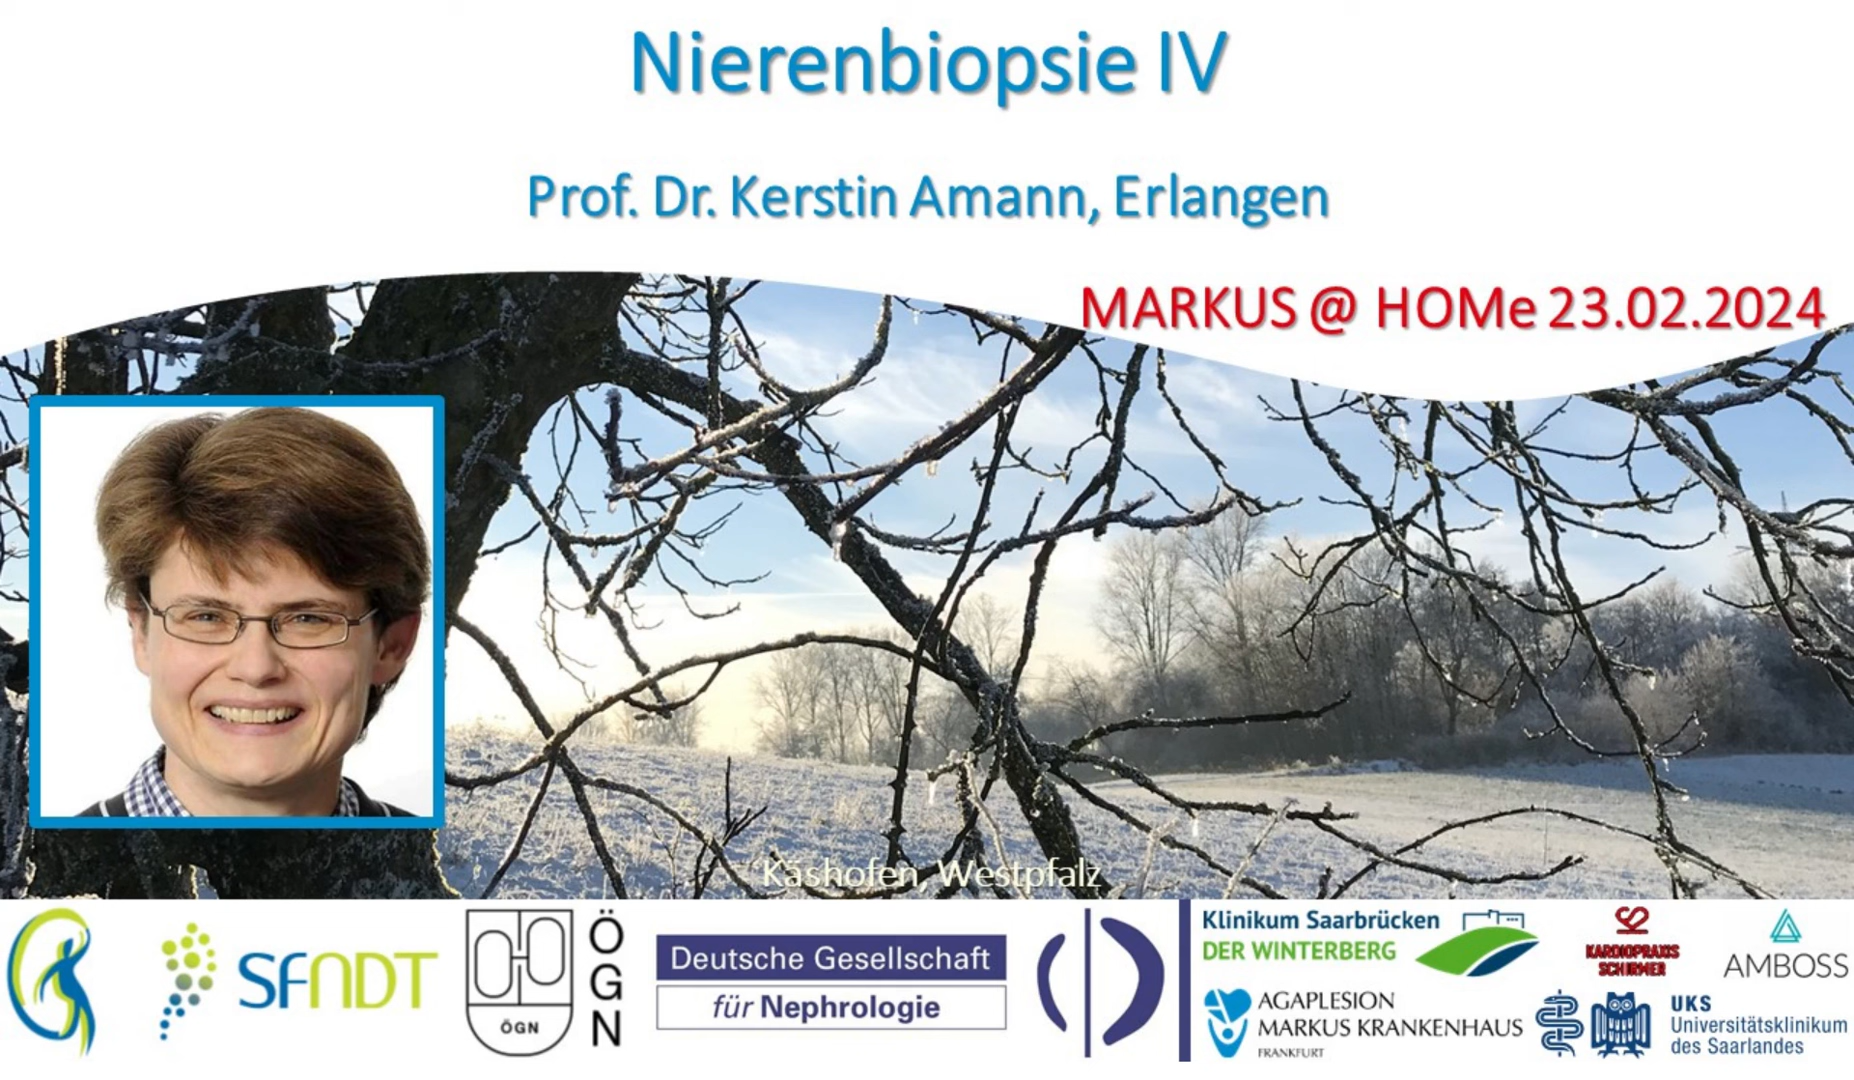 Nierenbiopsie IV
Prof. Dr. Kerstin Amann, Erlangen
MARKUS @ HOMe 23.02.2024
Käshofen, Westpfalz
SFNDT
ÖGN
ÖGN
Deutsche Gesellschaft
für Nephrologie
Klinikum Saarbrücken
DER WINTERBERG
KARDIOPRAXIS
SCHIRMER
AMBOSS
AGAPLESION
MARKUS KRANKENHAUS
FRANKFURT
UKS
Universitätsklinikum
des Saarlandes